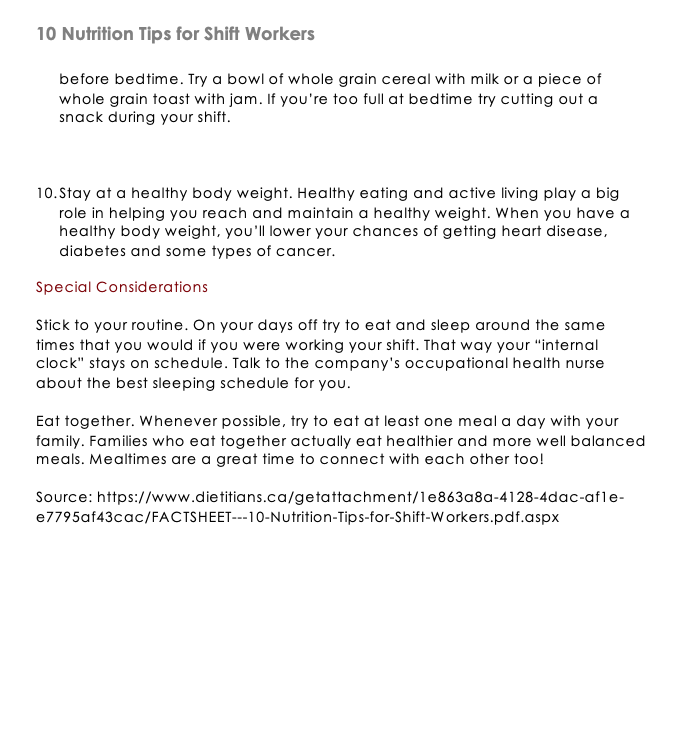 10 Nutrition Tips for Shift Workers
before bedtime. Try a bowl of whole grain cereal with milk or a piece of
whole grain toast with jam. If you’re too full at bedtime try cutting out a
snack during your shift.
10. Stay at a healthy body weight. Healthy eating and active living play a big
role in helping you reach and maintain a healthy weight. When you have a
healthy body weight, you’ll lower your chances of getting heart disease,
diabetes and some types of cancer.
Special Considerations
Stick to your routine. On your days off try to eat and sleep around the same
times that you would if you were working your shift. That way your “internal
clock” stays on schedule. Talk to the company’s occupational health nurse
about the best sleeping schedule for you.
Eat together. Whenever possible, try to eat at least one meal a day with your
family. Families who eat together actually eat healthier and more well balanced
meals. Mealtimes are a great time to connect with each other too!
Source: https://www.dietitians.ca/getattachment/1e863a8a-4128-4dac-af1e-
e7795af43cac/FACTSHEET---10-Nutrition-Tips-for-Shift-Workers.pdf.aspx